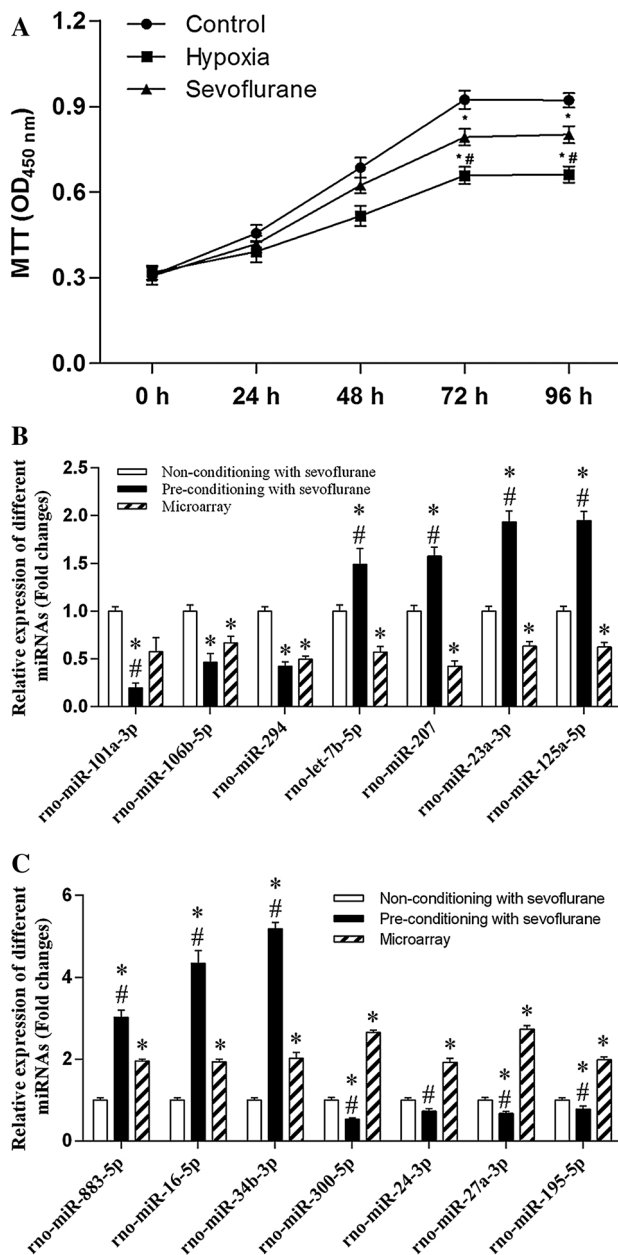 A
Control
Hypoxia
Sevoflurane
MTT (OD450 nm)
1.2
0.9
0.6
0.3
0.0
* *
*# *#
0 h 24 h 48 h 72 h 96 h
B
Relative expression of different
miRNAs (Fold changes)
Non-conditioning with sevoflurane
Pre-conditioning with sevoflurane
Microarray
2.5
2.0
1.5
1.0
0.5
0.0
* # * * * * * # * * # * * # * * # *
rno-miR-101a-3p
rno-miR-106b-5p
rno-miR-294
rno-let-7b-5p
rno-miR-207
rno-miR-23a-3p
rno-miR-125a-5p
C
Relative expression of different
miRNAs (Fold changes)
Non-conditioning with sevoflurane
Pre-conditioning with sevoflurane
Microarray
6
4
2
0
* # * * # * * # * * # * # * * # * * # *
rno-miR-883-5p
rno-miR-16-5p
rno-miR-34b-3p
rno-miR-300-5p
rno-miR-24-3p
rno-miR-27a-3p
rno-miR-195-5p